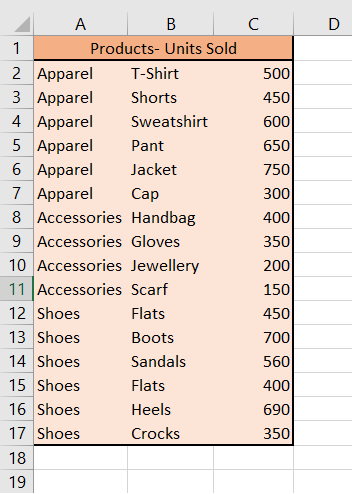 A B C D
1 Products- Units Sold
2 Apparel T-Shirt 500
3 Apparel Shorts 450
4 Apparel Sweatshirt 600
5 Apparel Pant 650
6 Apparel Jacket 750
7 Apparel Cap 300
8 Accessories Handbag 400
9 Accessories Gloves 350
10 Accessories Jewellery 200
11 Accessories Scarf 150
12 Shoes Flats 450
13 Shoes Boots 700
14 Shoes Sandals 560
15 Shoes Flats 400
16 Shoes Heels 690
17 Shoes Crocks 350
18
19